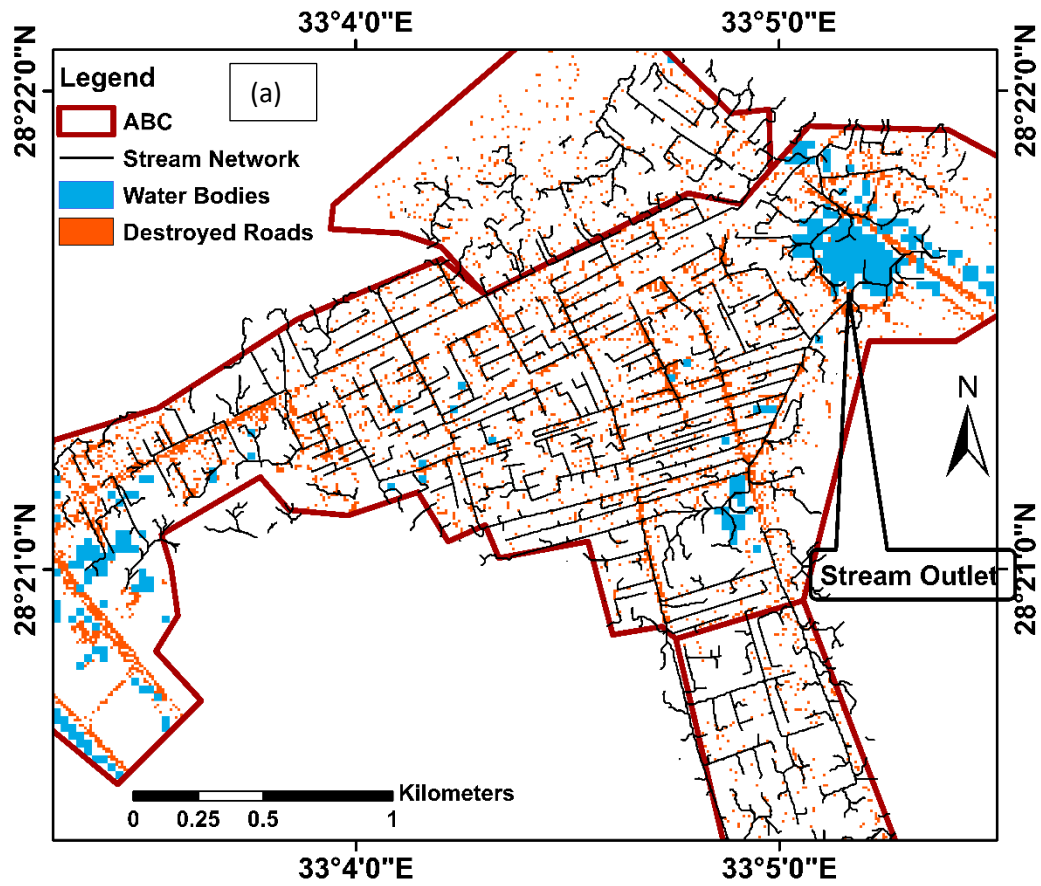 33°4'0"E 33°5'0"E
28°22'0"N
28°22'0"N
Legend
(a)
ABC
Stream Network
Water Bodies
Destroyed Roads
N
28°21'0"N
28°21'0"N
Stream Outlet
Kilometers
0 0.25 0.5 1
33°4'0"E 33°5'0"E